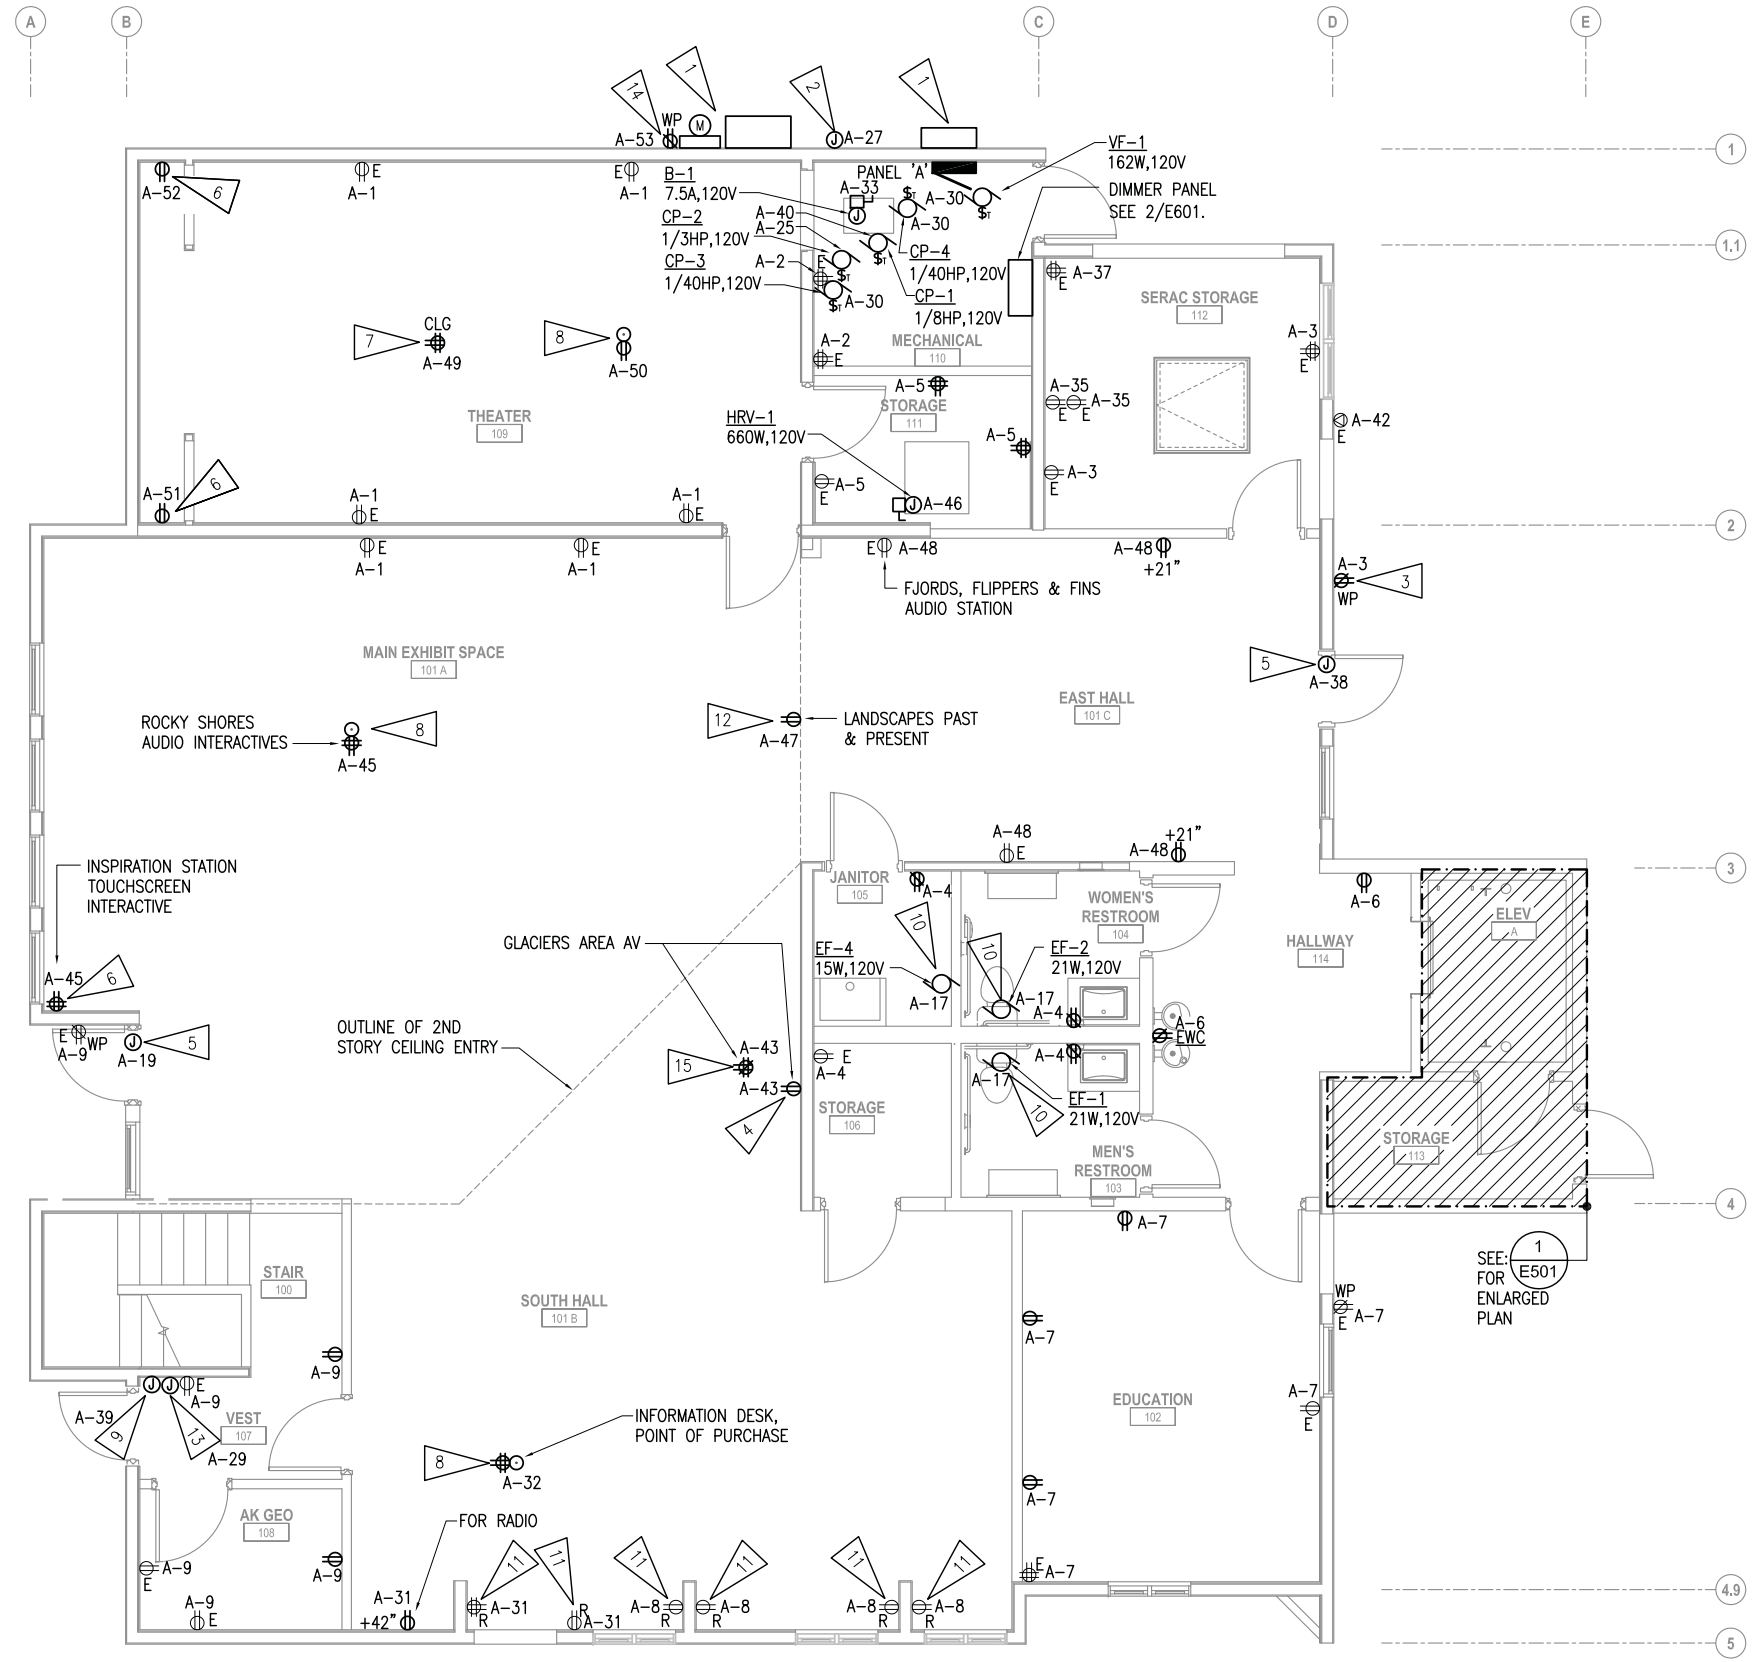 A
B
C
D
E
14
1
2
1
WP
M
A-53
J
A-27
1
VF-1
162W,120V
PANEL 'A'
DIMMER PANEL
SEE 2/E601.
E
E
A-52
6
A-1
A-1
B-1
7.5A,120V
A-33
J
A-30
$T
A-30
$T
CP-2
1/3HP,120V
A-40
A-25
$T
$T
CP-4
1/40HP,120V
1.1
CP-3
1/40HP,120V
A-2
E
$T
A-30
CP-1
1/8HP,120V
A-37
E
SERAC STORAGE
112
7
CLG
A-49
8
A-50
A-2
E
MECHANICAL
110
A-3
E
A-5
STORAGE
111
A-35
E
E
A-35
THEATER
109
HRV-1
660W,120V
A-5
A-42
E
A-51
6
A-5
E
A-3
E
J
A-46
A-1
E
A-1
E
2
E
A-1
E
A-1
E
A-48
A-48
+21"
A-3
WP
3
FJORDS, FLIPPERS & FINS
AUDIO STATION
MAIN EXHIBIT SPACE
101 A
5
J
A-38
EAST HALL
101 C
ROCKY SHORES
AUDIO INTERACTIVES
8
A-45
12
A-47
LANDSCAPES PAST
& PRESENT
A-48
E
+21"
A-48
INSPIRATION STATION
TOUCHSCREEN
INTERACTIVE
3
JANITOR
105
A-4
WOMEN'S
RESTROOM
104
A-6
ELEV
A
HALLWAY
114
GLACIERS AREA AV
10
10
EF-4
15W,120V
EF-2
21W,120V
A-45
6
A-17
A-17
A-4
A-6
EWC
E
WP
A-9
J
A-19
5
OUTLINE OF 2ND
STORY CEILING ENTRY
15
A-43
A-43
4
E
A-4
A-4
A-17
10
EF-1
21W,120V
STORAGE
106
MEN'S
RESTROOM
103
STORAGE
113
4
A-7
SEE:
FOR
ENLARGED
PLAN
1
E501
STAIR
100
SOUTH HALL
101 B
WP
A-7
E
A-7
A-9
J
J
E
A-9
A-39
9
13
A-29
VEST
107
EDUCATION
102
A-7
E
INFORMATION DESK,
POINT OF PURCHASE
8
A-32
A-7
AK GEO
108
FOR RADIO
A-9
E
A-9
A-9
E
A-31
+42"
11
11
11
11
11
11
A-31
R
R
A-31
A-8
R
A-8
R
A-8
R
A-8
R
E
A-7
4.9
5